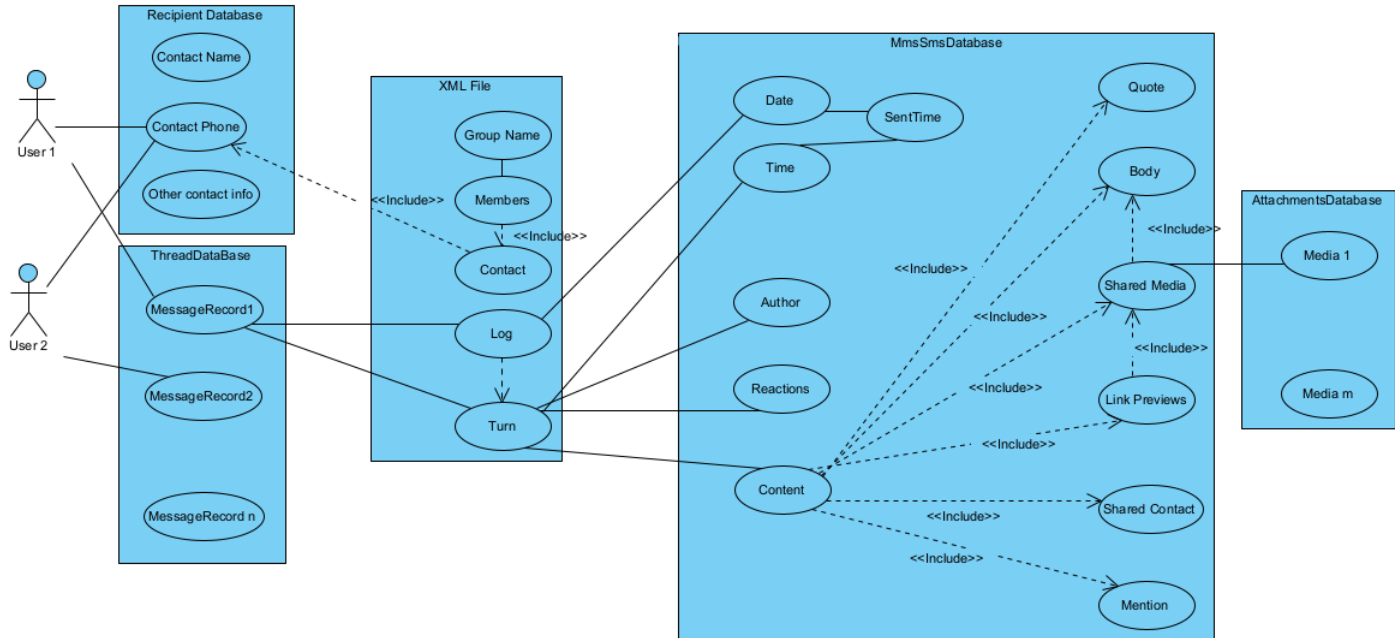 User 1
User 2
Recipient Database
Contact Name
Contact Phone
Other contact info
ThreadDataBase
MessageRecord1
MessageRecord2
MessageRecord n
<<Include>>
XML File
Group Name
Members
<<Include>>
Contact
Log
Turn
MmsSmsDatabase
Date
SentTime
Time
Author
Reactions
Content
Quote
Body
Shared Media
Link Previews
Shared Contact
Mention
<<Include>>
<<Include>>
<<Include>>
<<Include>>
<<Include>>
<<Include>>
<<Include>>
<<Include>>
AttachmentsDatabase
Media 1
Media m